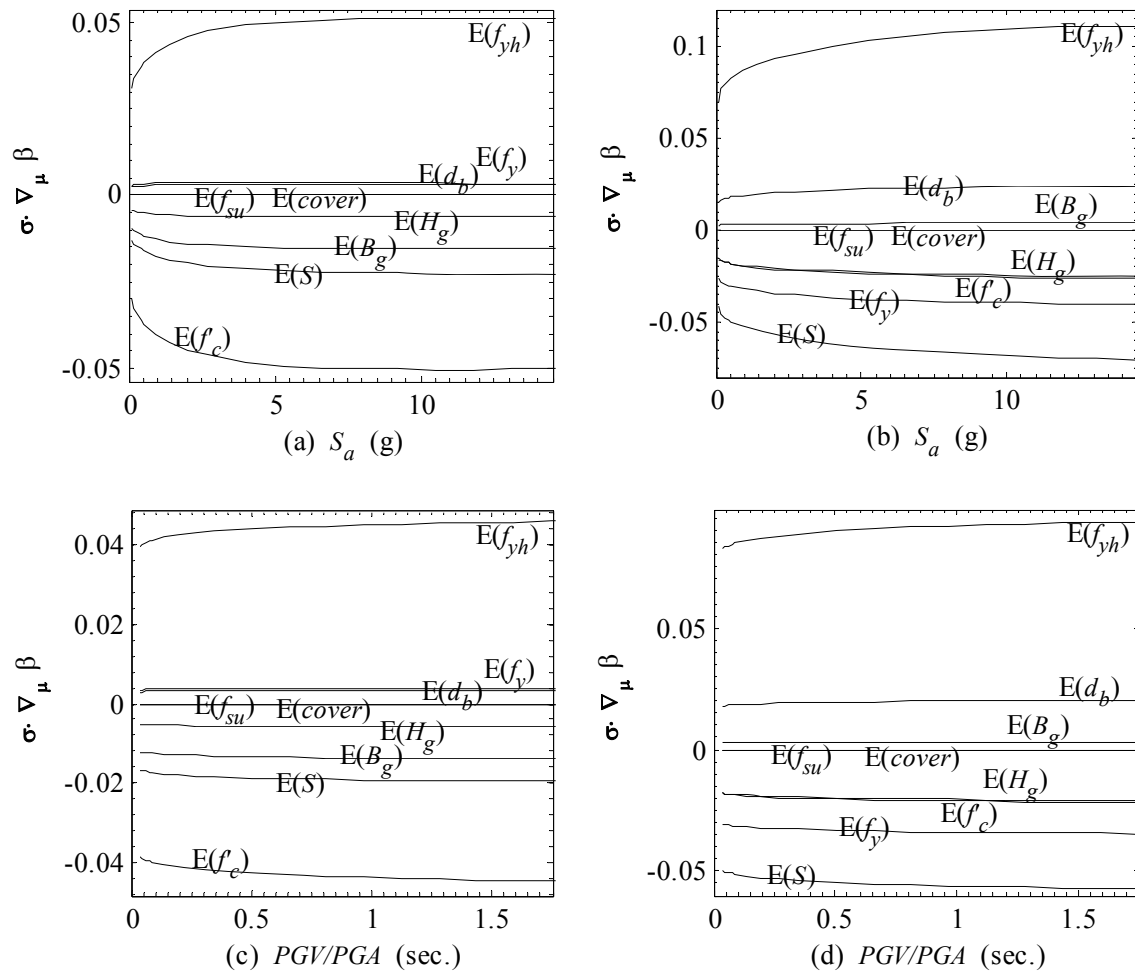 0.05
0
-0.05
σ·∇μ β
E(f_yh)
E(f_y)
E(d_b)
E(f_su)
E(cover)
E(H_g)
E(B_g)
E(S)
E(f'_c)
0
5
10
(a) S_a (g)
0.1
0.05
0
-0.05
σ·∇μ β
E(f_yh)
E(d_b)
E(B_g)
E(f_su)
E(cover)
E(H_g)
E(f'_c)
E(f_y)
E(S)
0
5
10
(b) S_a (g)
0.04
0.02
0
-0.02
-0.04
σ·∇μ β
E(f_yh)
E(f_y)
E(d_b)
E(f_su)
E(cover)
E(H_g)
E(B_g)
E(S)
E(f'_c)
0
0.5
1
1.5
(c) PGV/PGA (sec.)
0.05
0
-0.05
σ·∇μ β
E(f_yh)
E(d_b)
E(B_g)
E(f_su)
E(cover)
E(H_g)
E(f'_c)
E(f_y)
E(S)
0
0.5
1
1.5
(d) PGV/PGA (sec.)